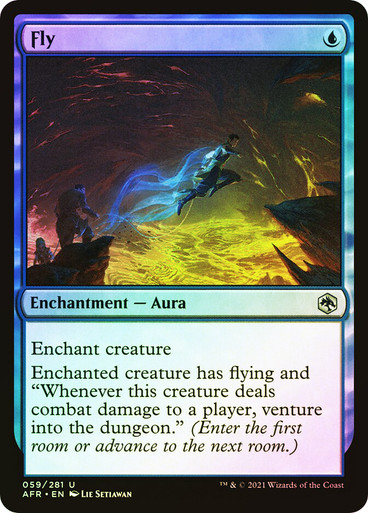 Fly
Enchantment — Aura
Enchant creature
Enchanted creature has flying and
“Whenever this creature deals
combat damage to a player, venture
into the dungeon.” (Enter the first
room or advance to the next room.)
059/281 U
AFR • EN Lie Setiawan
™ & © 2021 Wizards of the Coast